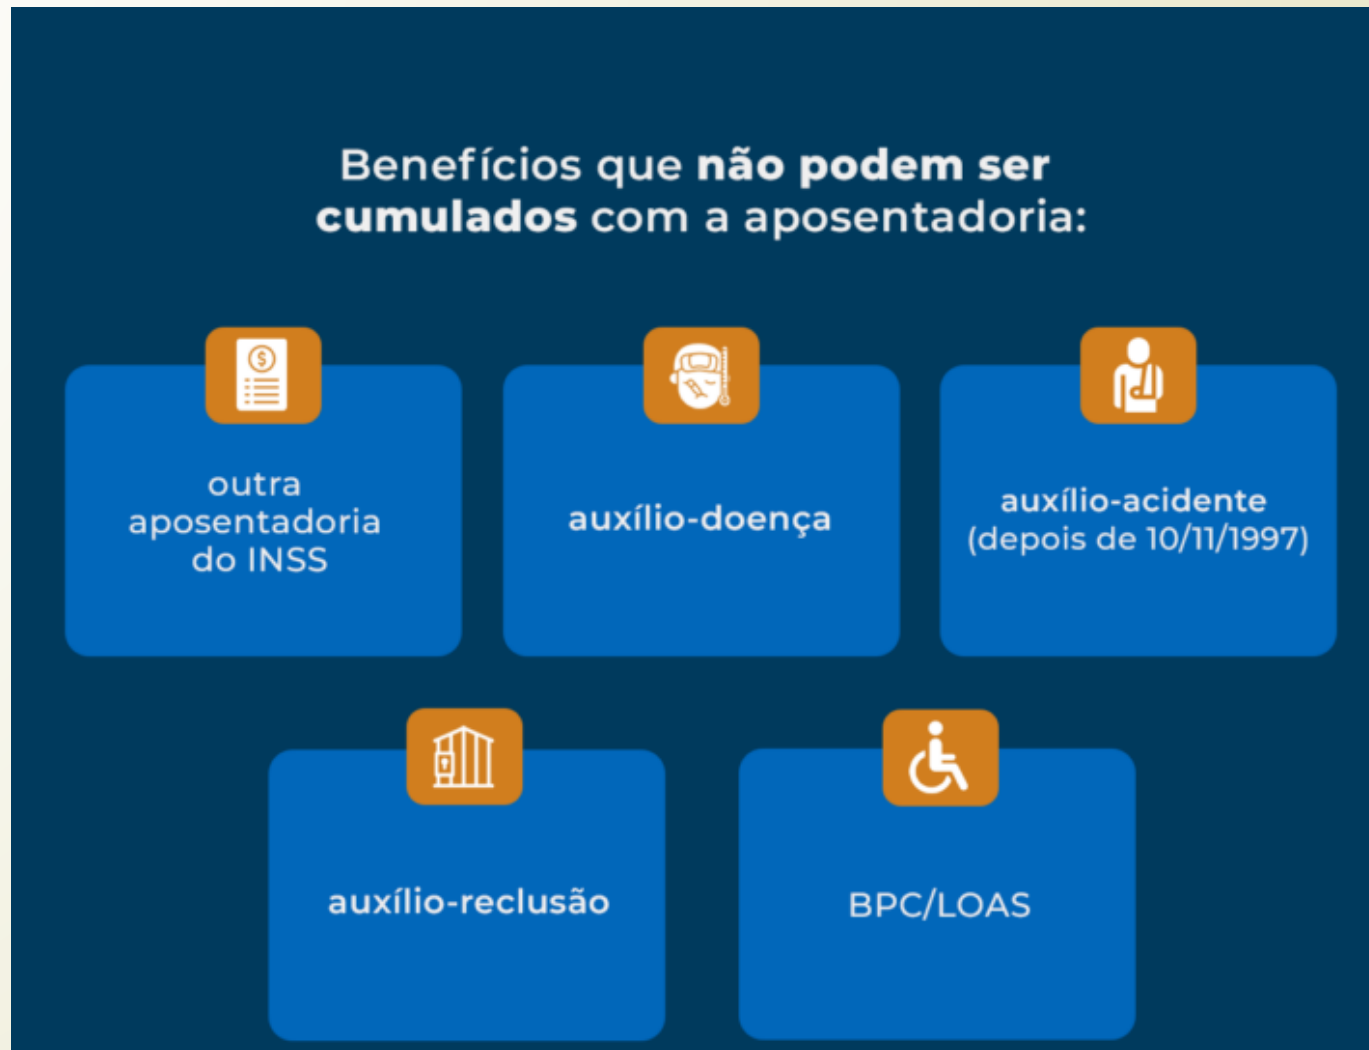 Benefícios que não podem ser
cumulados com a aposentadoria:
$
outra
aposentadoria
do INSS
auxílio-doença
auxílio-acidente
(depois de 10/11/1997)
auxílio-reclusão
BPC/LOAS